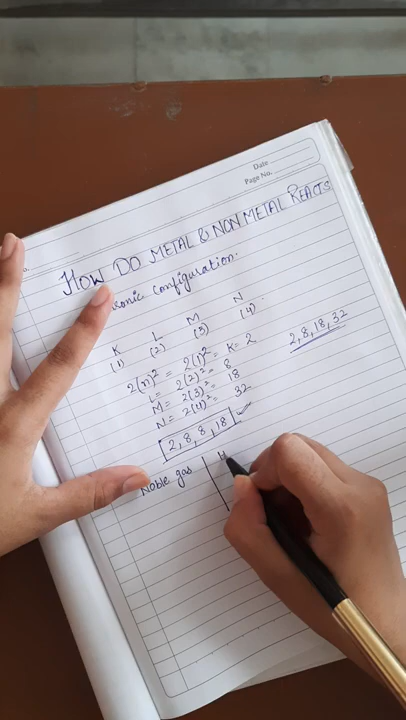 Date
Page No.
HOW DO METAL & NON METAL REACTS
ronic configuration.
K L M N
(1) (2) (3) (4)
2(n)² = 2(1)² = K = 2
L = 2(2)² = 8
M = 2(3)² = 18
N = 2(4)² = 32
2,8,18,32
2,8,8,18
Noble gas